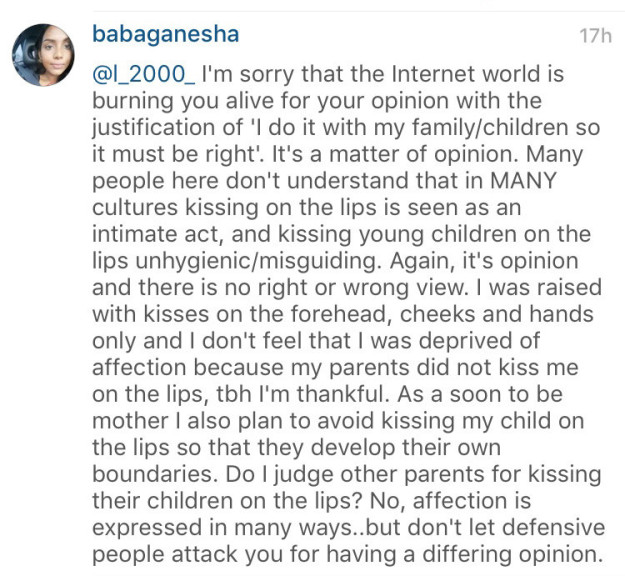 babaganesha
17h
@l_2000_ I'm sorry that the Internet world is
burning you alive for your opinion with the
justification of 'I do it with my family/children so
it must be right'. It's a matter of opinion. Many
people here don't understand that in MANY
cultures kissing on the lips is seen as an
intimate act, and kissing young children on the
lips unhygienic/misguiding. Again, it's opinion
and there is no right or wrong view. I was raised
with kisses on the forehead, cheeks and hands
only and I don't feel that I was deprived of
affection because my parents did not kiss me
on the lips, tbh I'm thankful. As a soon to be
mother I also plan to avoid kissing my child on
the lips so that they develop their own
boundaries. Do I judge other parents for kissing
their children on the lips? No, affection is
expressed in many ways..but don't let defensive
people attack you for having a differing opinion.